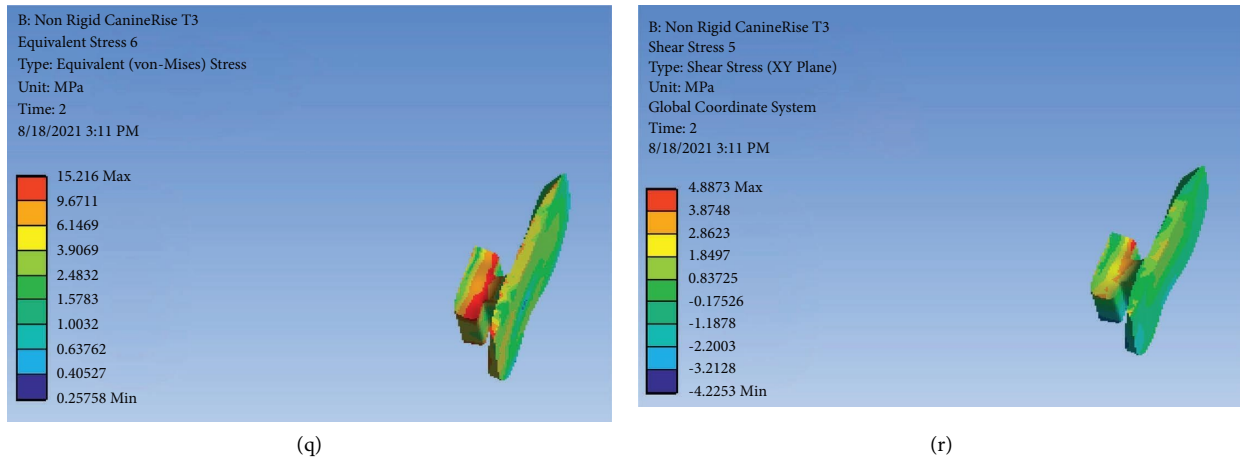 B: Non Rigid CanineRise T3
Equivalent Stress 6
Type: Equivalent (von-Mises) Stress
Unit: MPa
Time: 2
8/18/2021 3:11 PM
15.216 Max
9.6711
6.1469
3.9069
2.4832
1.5783
1.0032
0.63762
0.40527
0.25758 Min
(q)
B: Non Rigid CanineRise T3
Shear Stress 5
Type: Shear Stress (XY Plane)
Unit: MPa
Global Coordinate System
Time: 2
8/18/2021 3:11 PM
4.8873 Max
3.8748
2.8623
1.8497
0.83725
-0.17526
-1.1878
-2.2003
-3.2128
-4.2253 Min
(r)